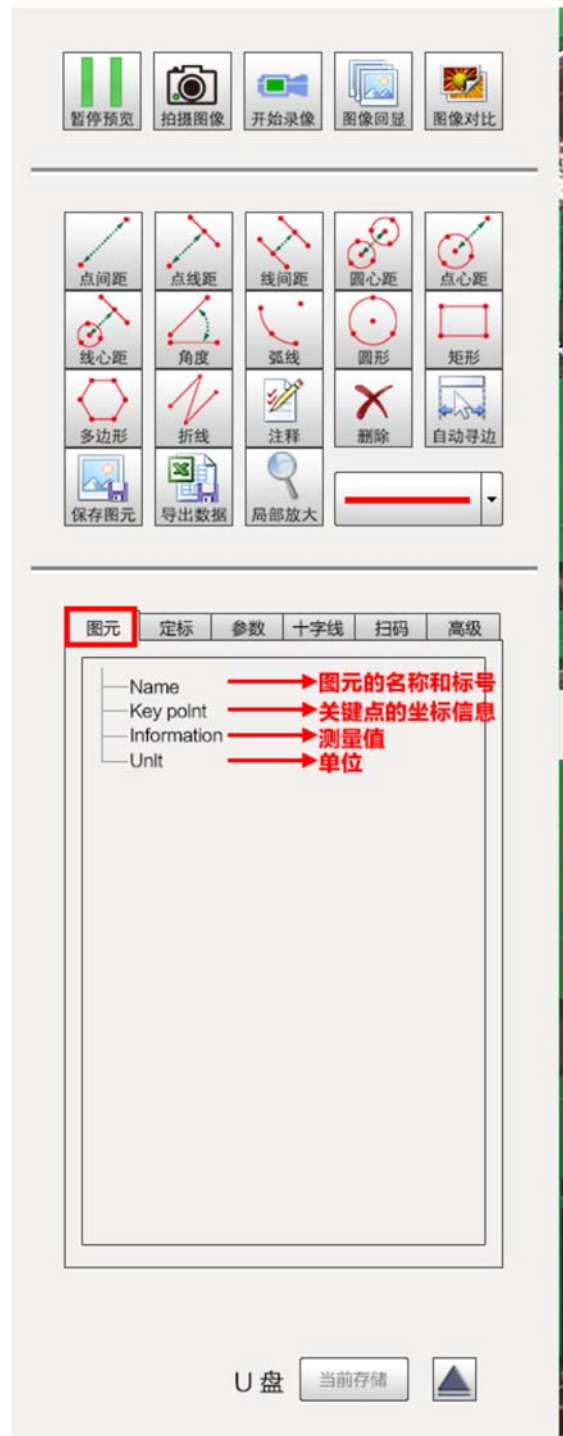 暂停预览 拍摄图像 开始录像 图像回显 图像对比
点间距 点线距 线间距 圆心距 点心距
线心距 角度 弧线 圆形 矩形
多边形 折线 注释 删除 自动寻边
保存图元 导出数据 局部放大
图元 定标 参数 十字线 扫码 高级
Name 图元的名称和标号
Key point 关键点的坐标信息
Information 测量值
Unit 单位
U盘 当前存储